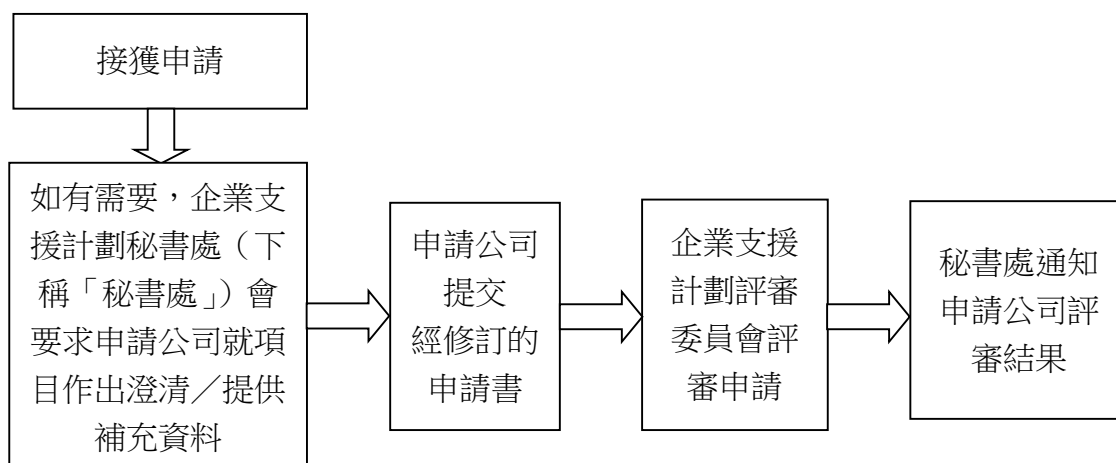 接獲申請
如有需要，企業支
援計劃秘書處（下
稱「秘書處」）會
要求申請公司就項
目作出澄清／提供
補充資料
申請公司
提交
經修訂的
申請書
企業支援
計劃評審
委員會評
審申請
秘書處通知
申請公司評
審結果